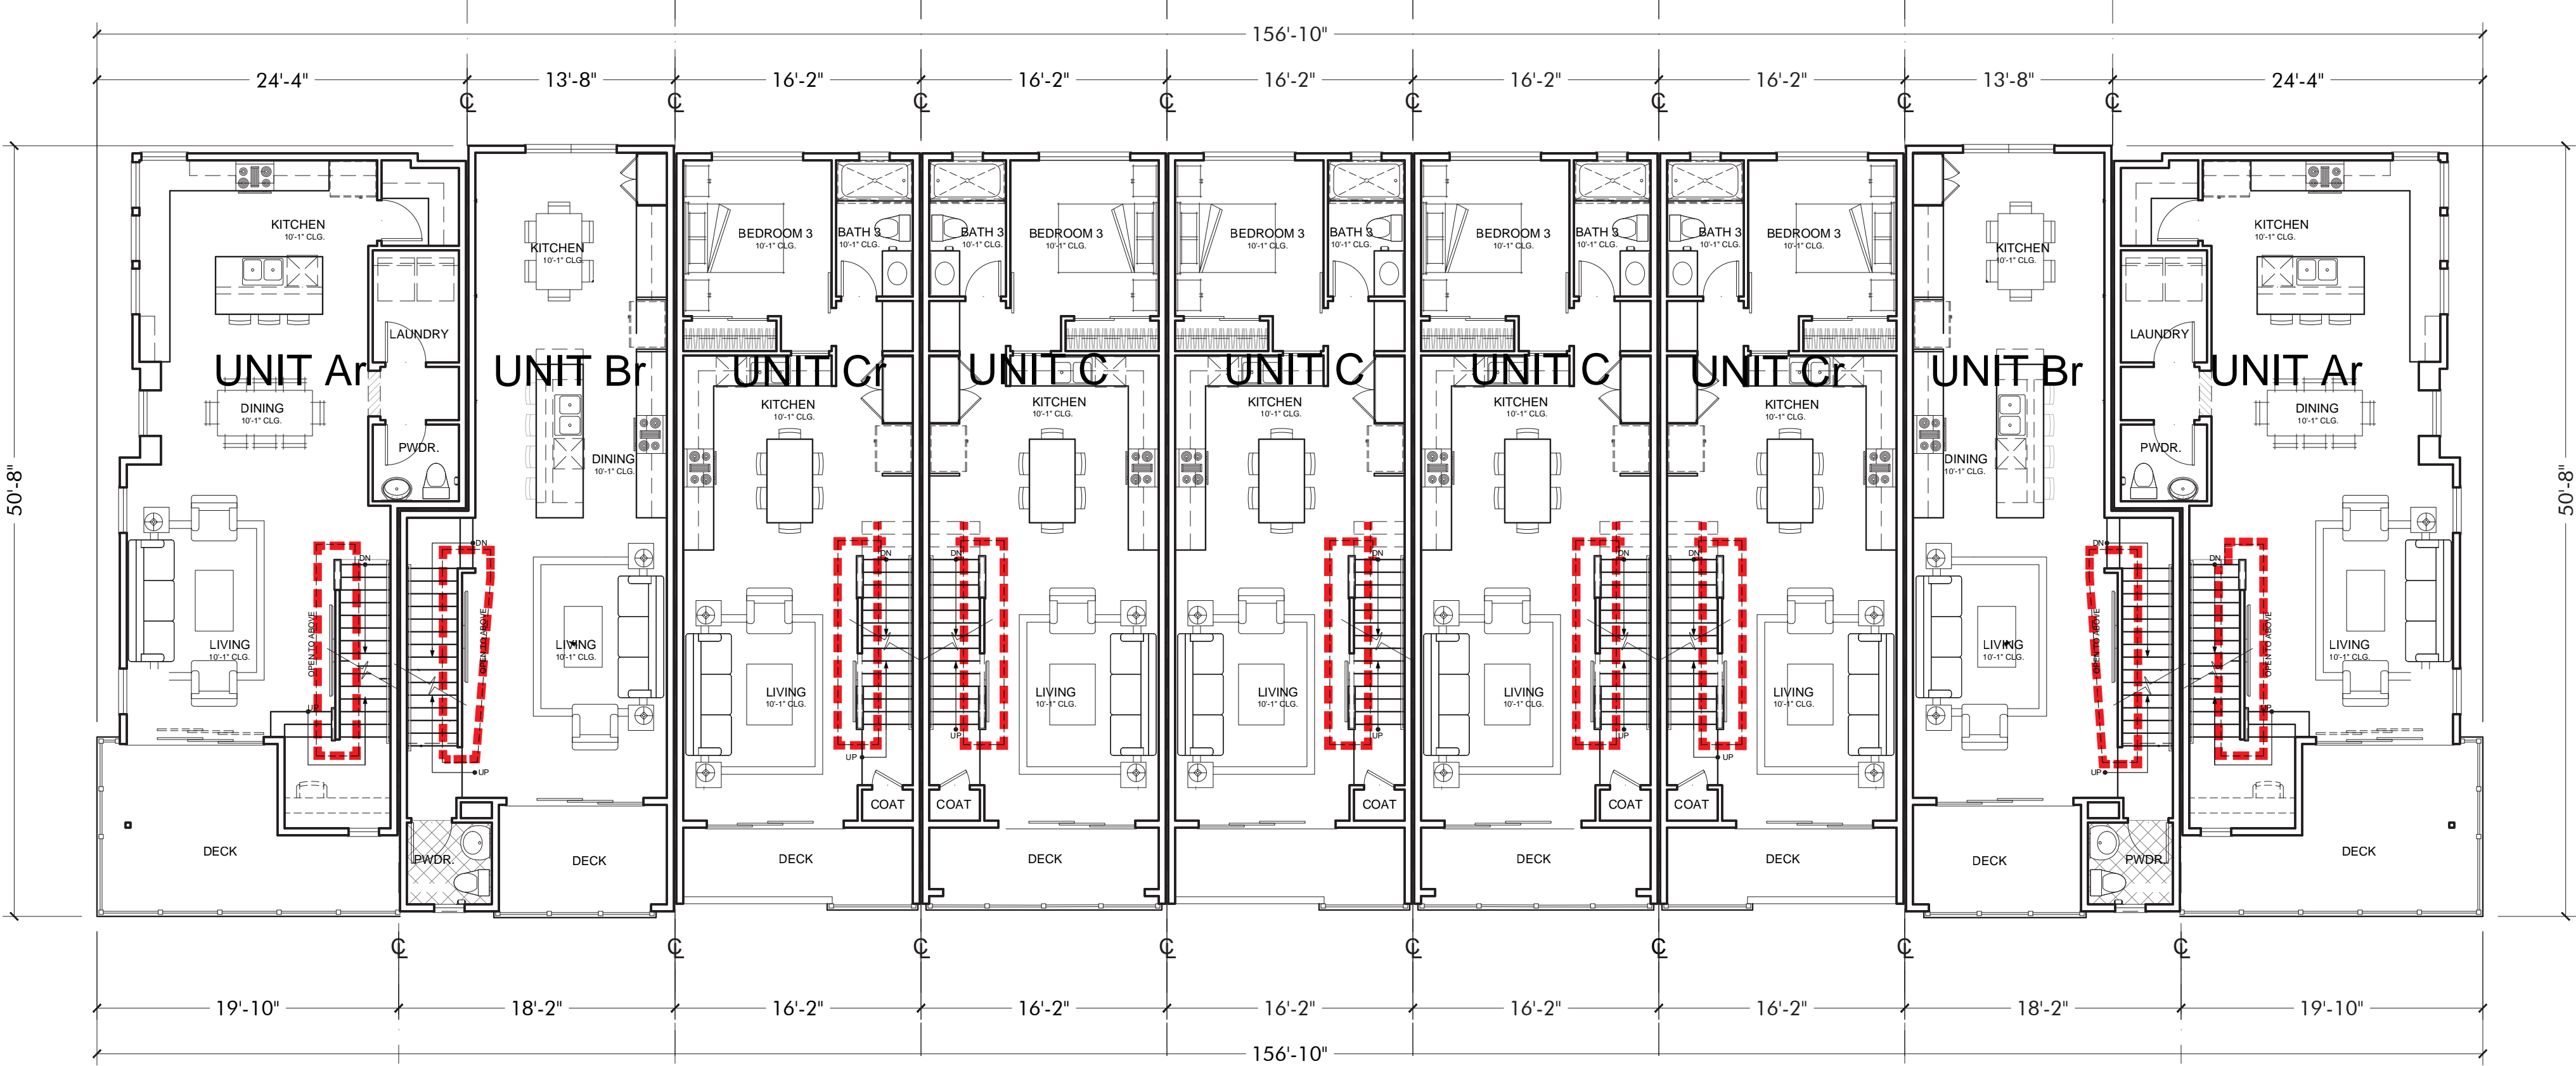 156'-10"
24'-4" 13'-8" 16'-2" 16'-2" 16'-2" 16'-2" 16'-2" 13'-8" 24'-4"
℄ ℄ ℄ ℄ ℄ ℄ ℄ ℄
KITCHEN KITCHEN
10'-1" CLG. 10'-1" CLG.
BEDROOM 3 BATH 3 BATH 3 BEDROOM 3 BEDROOM 3 BATH 3 BEDROOM 3 BATH 3 BATH 3 BEDROOM 3
10'-1" CLG. 10'-1" CLG. 10'-1" CLG. 10'-1" CLG. 10'-1" CLG. 10'-1" CLG. 10'-1" CLG. 10'-1" CLG. 10'-1" CLG. 10'-1" CLG.
KITCHEN KITCHEN
10'-1" CLG. 10'-1" CLG.
LAUNDRY LAUNDRY
UNIT Ar UNIT Br UNIT Cr UNIT C UNIT C UNIT C UNIT Cr UNIT Br UNIT Ar
KITCHEN KITCHEN KITCHEN KITCHEN KITCHEN
10'-1" CLG. 10'-1" CLG. 10'-1" CLG. 10'-1" CLG. 10'-1" CLG.
DINING DINING
10'-1" CLG. 10'-1" CLG.
PWDR. PWDR.
DINING DINING
10'-1" CLG. 10'-1" CLG.
50'-8" 50'-8"
DN DN DN DN DN DN DN DN DN
OPEN TO ABOVE OPEN TO ABOVE OPEN TO ABOVE OPEN TO ABOVE
LIVING LIVING LIVING LIVING
10'-1" CLG. 10'-1" CLG. 10'-1" CLG. 10'-1" CLG.
LIVING LIVING LIVING LIVING LIVING
10'-1" CLG. 10'-1" CLG. 10'-1" CLG. 10'-1" CLG. 10'-1" CLG.
UP UP UP UP UP UP UP UP UP
COAT COAT COAT COAT COAT
DECK PWDR. DECK DECK DECK DECK DECK DECK PWDR. DECK
℄ ℄ ℄ ℄ ℄ ℄ ℄ ℄
19'-10" 18'-2" 16'-2" 16'-2" 16'-2" 16'-2" 16'-2" 18'-2" 19'-10"
156'-10"